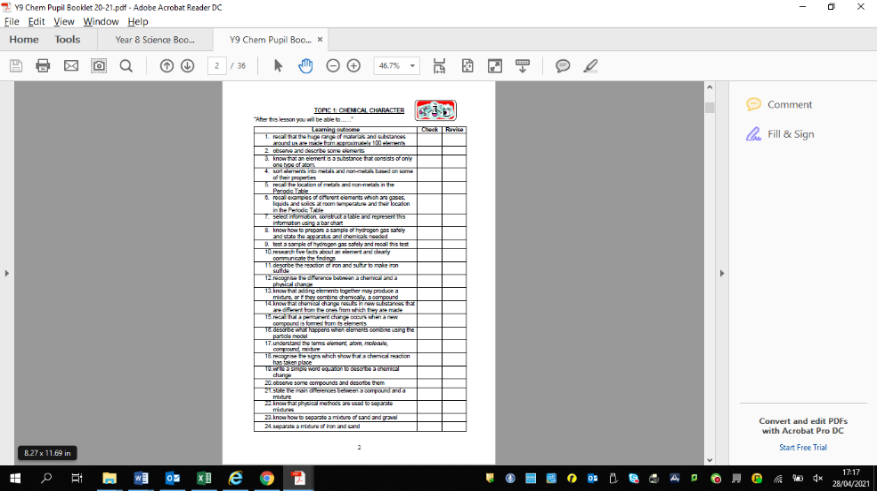 Y9 Chem Pupil Booklet 20-21.pdf - Adobe Acrobat Reader DC
File Edit View Window Help
Home Tools Year 8 Science Boo... Y9 Chem Pupil Boo... ×
2 / 36 46.7%
TOPIC 1: CHEMICAL CHARACTER
"After this lesson you will be able to......"
Learning outcome Check Revise
1. recall that the huge range of materials and substances
around us are made from approximately 100 elements
2. observe and describe some elements
3. know that an element is a substance that consists of only
one type of atom.
4. sort elements into metals and non-metals based on some
of their properties
5. recall the location of metals and non-metals in the
Periodic Table
6. recall examples of different elements which are gases,
liquids and solids at room temperature and their location
in the Periodic Table
7. select information, construct a table and represent this
information using a bar chart
8. know how to prepare a sample of hydrogen gas safely
and state the apparatus and chemicals needed
9. test a sample of hydrogen gas safely and recall this test
10. research five facts about an element and clearly
communicate the findings
11. describe the reaction of iron and sulfur to make iron
sulfide
12. recognise the difference between a chemical and a
physical change
13. know that adding elements together may produce a
mixture, or if they combine chemically, a compound
14. know that chemical change results in new substances that
are different from the ones from which they are made
15. recall that a permanent change occurs when a new
compound is formed from its elements
16. describe what happens when elements combine using the
particle model
17. understand the terms element, atom, molecule,
compound, mixture
18. recognise the signs which show that a chemical reaction
has taken place
19. write a simple word equation to describe a chemical
change
20. observe some compounds and describe them
21. state the main differences between a compound and a
mixture
22. know that physical methods are used to separate
mixtures
23. know how to separate a mixture of sand and gravel
24. separate a mixture of iron and sand
2
8.27 x 11.69 in
Comment
Fill & Sign
Convert and edit PDFs
with Acrobat Pro DC
Start Free Trial
17:17
28/04/2021